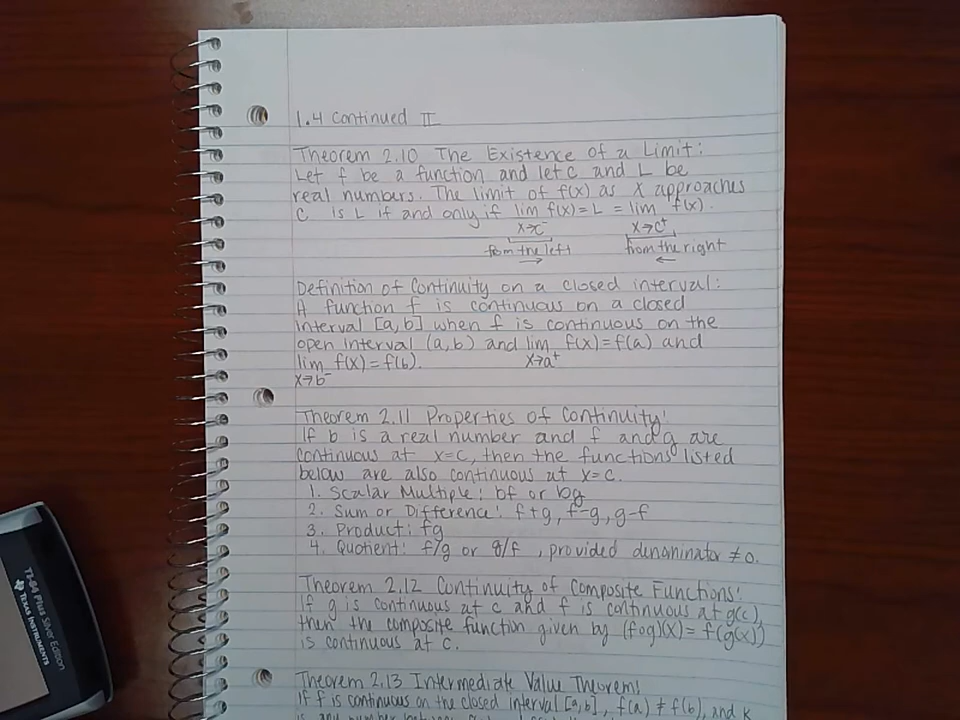 1.4 Continued II
Theorem 2.10 The Existence of a Limit:
Let f be a function and let c and L be
real numbers. The limit of f(x) as x approaches
c is L if and only if lim f(x) = L = lim f(x).
x→c⁻ x→c⁺
from the left from the right
→ ←
Definition of Continuity on a closed interval:
A function f is continuous on a closed
interval [a,b] when f is continuous on the
open interval (a,b) and lim f(x) = f(a) and
lim f(x) = f(b). x→a⁺
x→b⁻
Theorem 2.11 Properties of Continuity:
If b is a real number and f and g are
continuous at x=c, then the functions listed
below are also continuous at x=c.
1. Scalar Multiple: bf or bg
2. Sum or Difference: f+g, f-g, g-f
3. Product: fg
4. Quotient: f/g or g/f, provided denominator ≠ 0.
Theorem 2.12 Continuity of Composite Functions:
If g is continuous at c and f is continuous at g(c),
then the composite function given by (f∘g)(x) = f(g(x))
is continuous at c.
Theorem 2.13 Intermediate Value Theorem:
If f is continuous on the closed interval [a,b], f(a) ≠ f(b), and k
is any number between
TI-84 Plus Silver Edition
TEXAS INSTRUMENTS